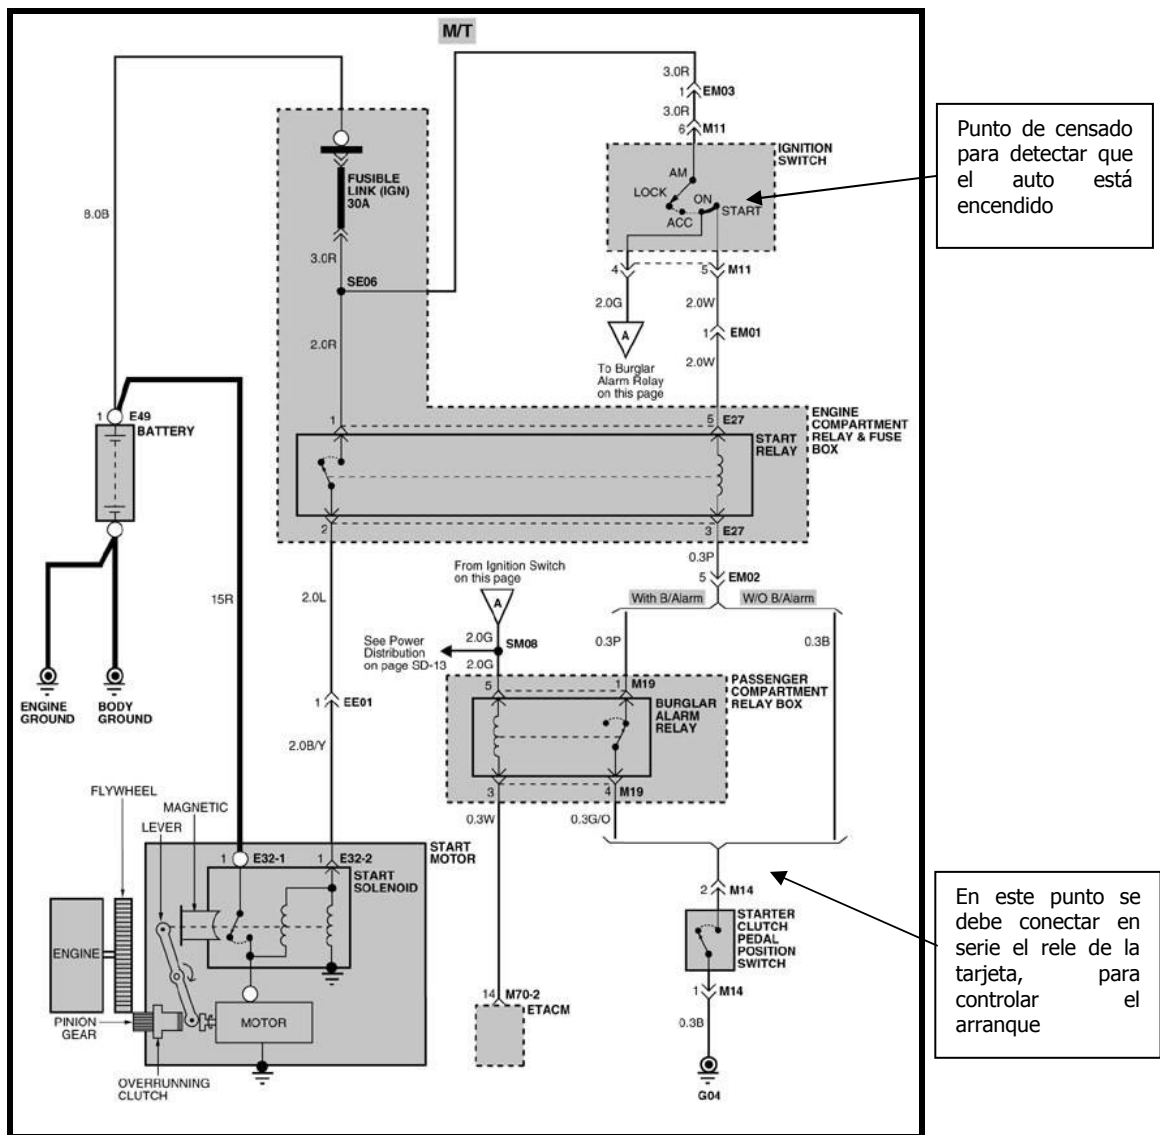 M/T
3.0R
1 EM03
3.0R
6 M11
IGNITION
SWITCH
AM
LOCK
ON
START
ACC
4
5 M11
2.0G
2.0W
A
1 EM01
To Burglar
Alarm Relay
on this page
2.0W
Punto de censado
para detectar que
el auto está
encendido
FUSIBLE
LINK (IGN)
30A
8.0B
3.0R
SE06
2.0R
1 E49
BATTERY
1
5 E27
ENGINE
COMPARTMENT
RELAY & FUSE
BOX
START
RELAY
2
3 E27
0.3P
5 EM02
From Ignition Switch
on this page
A
With B/Alarm
W/O B/Alarm
15R
2.0L
2.0G
SM08
0.3P
0.3B
See Power
Distribution
on page SD-13
2.0G
ENGINE
GROUND
BODY
GROUND
1 EE01
5
1 M19
PASSENGER
COMPARTMENT
RELAY BOX
BURGLAR
ALARM
RELAY
2.0B/Y
3
4 M19
0.3W
0.3G/O
FLYWHEEL
MAGNETIC
LEVER
START
MOTOR
1 E32-1
1 E32-2
START
SOLENOID
2 M14
STARTER
CLUTCH
PEDAL
POSITION
SWITCH
En este punto se
debe conectar en
serie el rele de la
tarjeta, para
controlar el
arranque
ENGINE
1 M14
14 M70-2
ETACM
0.3B
PINION
GEAR
MOTOR
OVERRUNNING
CLUTCH
G04